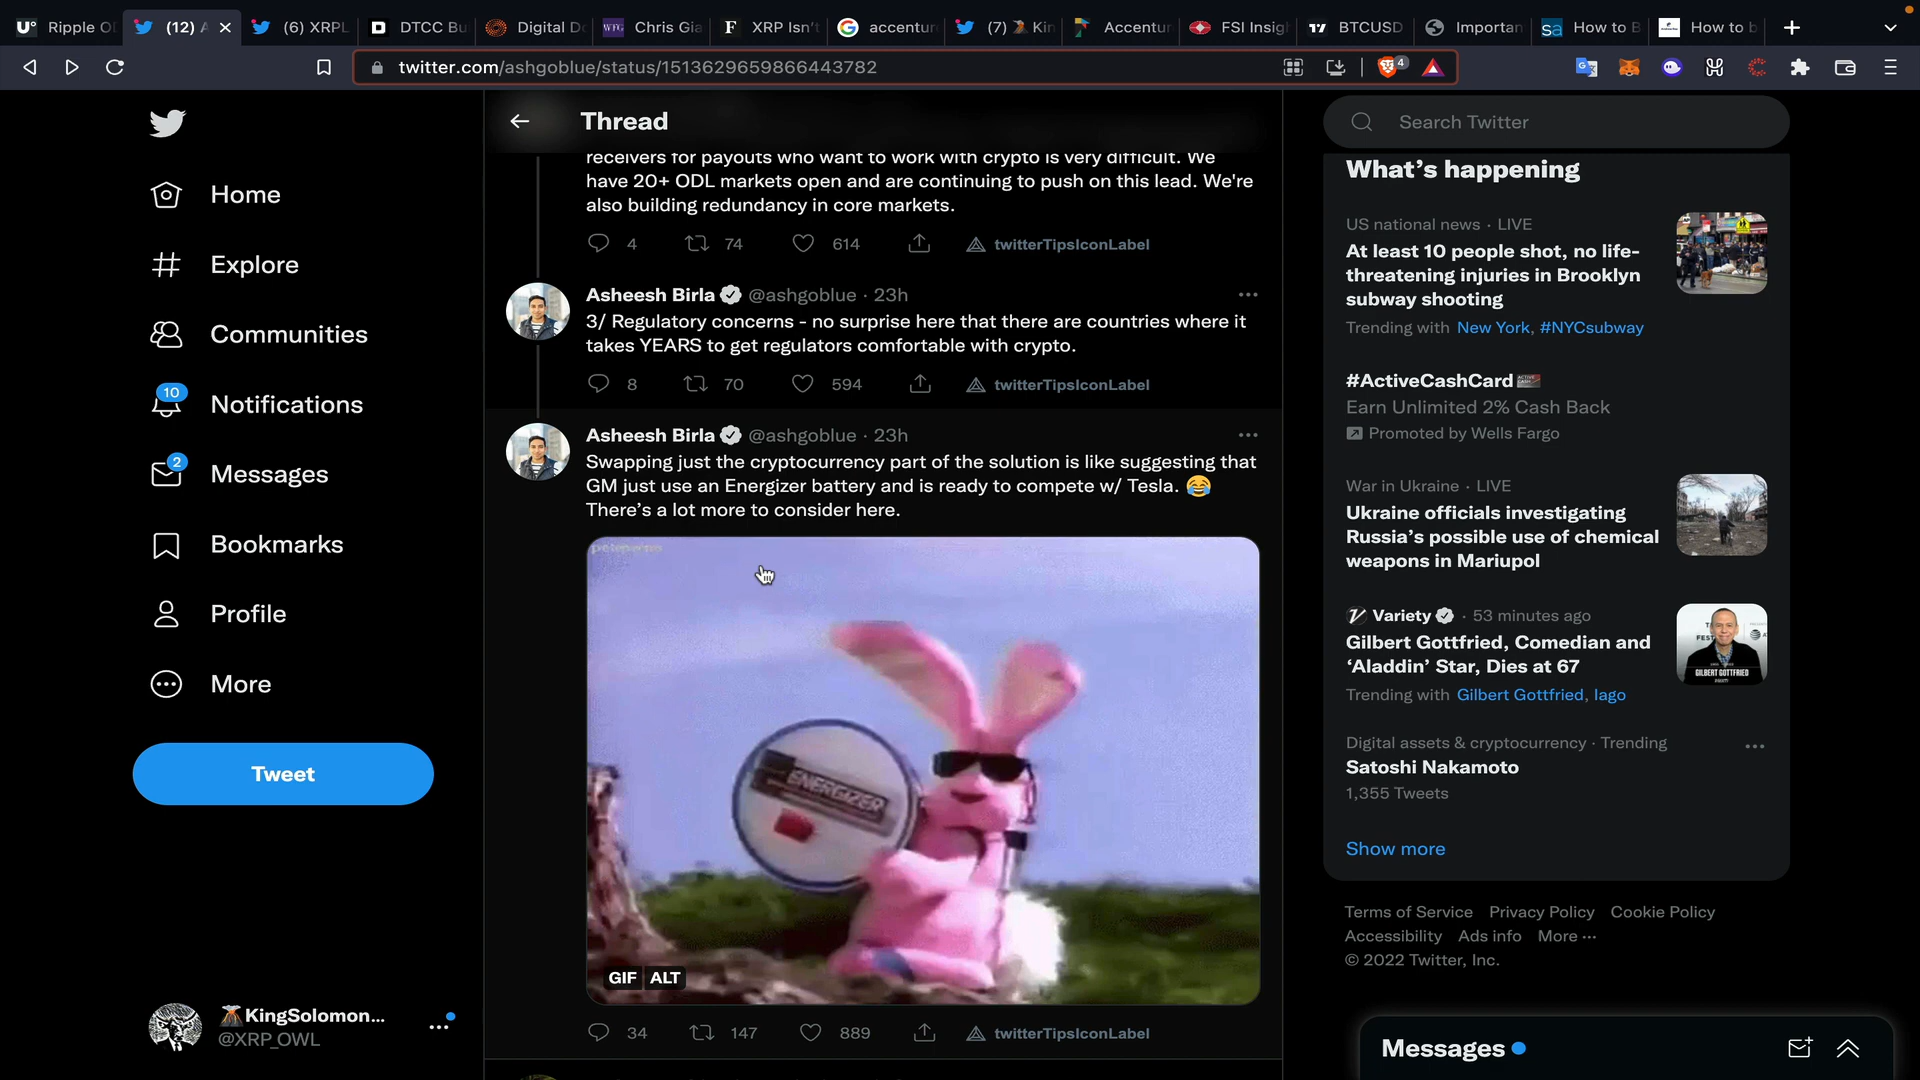 Ripple O
(12) A
(6) XRPL
DTCC Bu
Digital Do
WFG
Chris Gia
XRP Isn't
accenture
(7) Kin
Accentur
FSI Insig
BTCUSD
Importan
sa How to B
How to b
twitter.com/ashgoblue/status/1513629659866443782
4
Home
Explore
Communities
10
Notifications
2
Messages
Bookmarks
Profile
More
Tweet
KingSolomon...
@XRP_OWL
Thread
receivers for payouts who want to work with crypto is very difficult. We
have 20+ ODL markets open and are continuing to push on this lead. We're
also building redundancy in core markets.
4 74 614 twitterTipsIconLabel
Asheesh Birla @ashgoblue · 23h
3/ Regulatory concerns - no surprise here that there are countries where it
takes YEARS to get regulators comfortable with crypto.
8 70 594 twitterTipsIconLabel
Asheesh Birla @ashgoblue · 23h
Swapping just the cryptocurrency part of the solution is like suggesting that
GM just use an Energizer battery and is ready to compete w/ Tesla. 😂
There's a lot more to consider here.
ENERGIZER
GIF ALT
34 147 889 twitterTipsIconLabel
Search Twitter
What's happening
US national news · LIVE
At least 10 people shot, no life-
threatening injuries in Brooklyn
subway shooting
Trending with New York, #NYCsubway
#ActiveCashCard
Earn Unlimited 2% Cash Back
Promoted by Wells Fargo
War in Ukraine · LIVE
Ukraine officials investigating
Russia's possible use of chemical
weapons in Mariupol
Variety · 53 minutes ago
Gilbert Gottfried, Comedian and
'Aladdin' Star, Dies at 67
Trending with Gilbert Gottfried, Iago
GILBERT GOTTFRIED
Digital assets & cryptocurrency · Trending
Satoshi Nakamoto
1,355 Tweets
Show more
Terms of Service Privacy Policy Cookie Policy
Accessibility Ads info More ···
© 2022 Twitter, Inc.
Messages